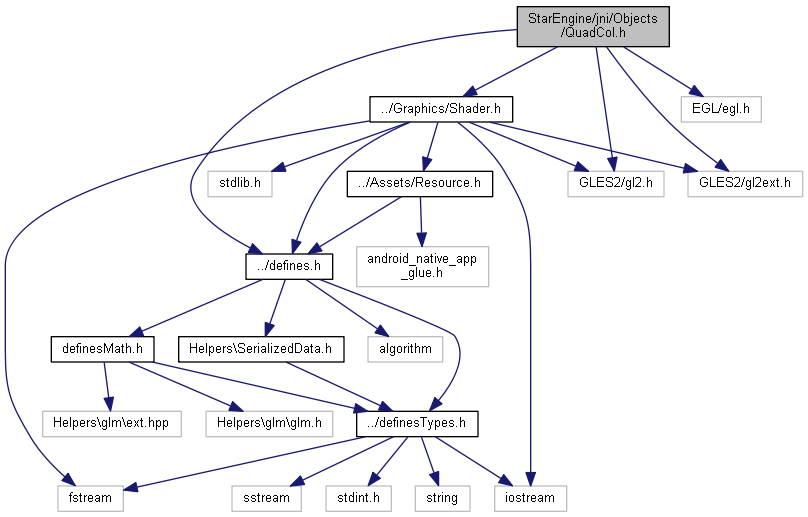 StarEngine/jni/Objects
/QuadCol.h
../Graphics/Shader.h
EGL/egl.h
stdlib.h
../Assets/Resource.h
GLES2/gl2.h
GLES2/gl2ext.h
../defines.h
android_native_app
_glue.h
definesMath.h
Helpers\SerializedData.h
algorithm
Helpers\glm\ext.hpp
Helpers\glm\glm.h
../definesTypes.h
fstream
sstream
stdint.h
string
iostream